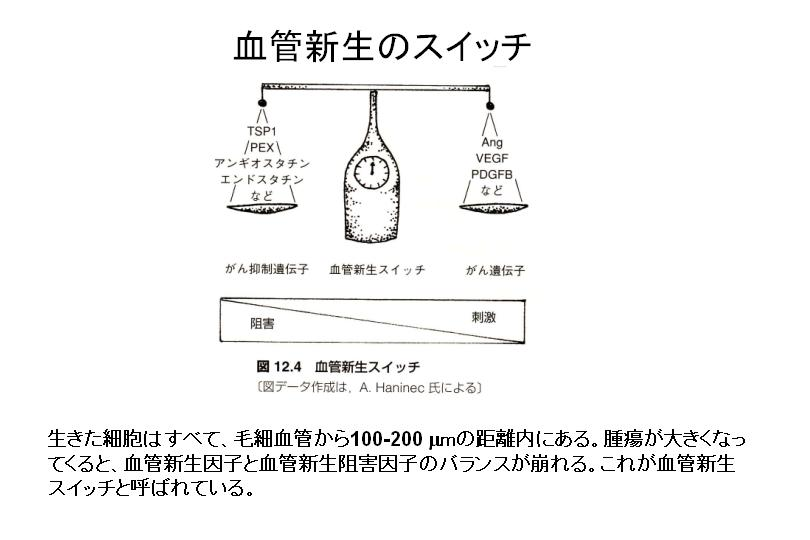 血管新生のスイッチ
TSP1
PEX
アンギオスタチン
エンドスタチン
など
Ang
VEGF
PDGFB
など
がん抑制遺伝子
血管新生スイッチ
がん遺伝子
阻害
刺激
図 12.4 血管新生スイッチ
〔図データ作成は，A. Haninec 氏による〕
生きた細胞はすべて、毛細血管から100-200 μmの距離内にある。腫瘍が大きくなっ
てくると、血管新生因子と血管新生阻害因子のバランスが崩れる。これが血管新生
スイッチと呼ばれている。